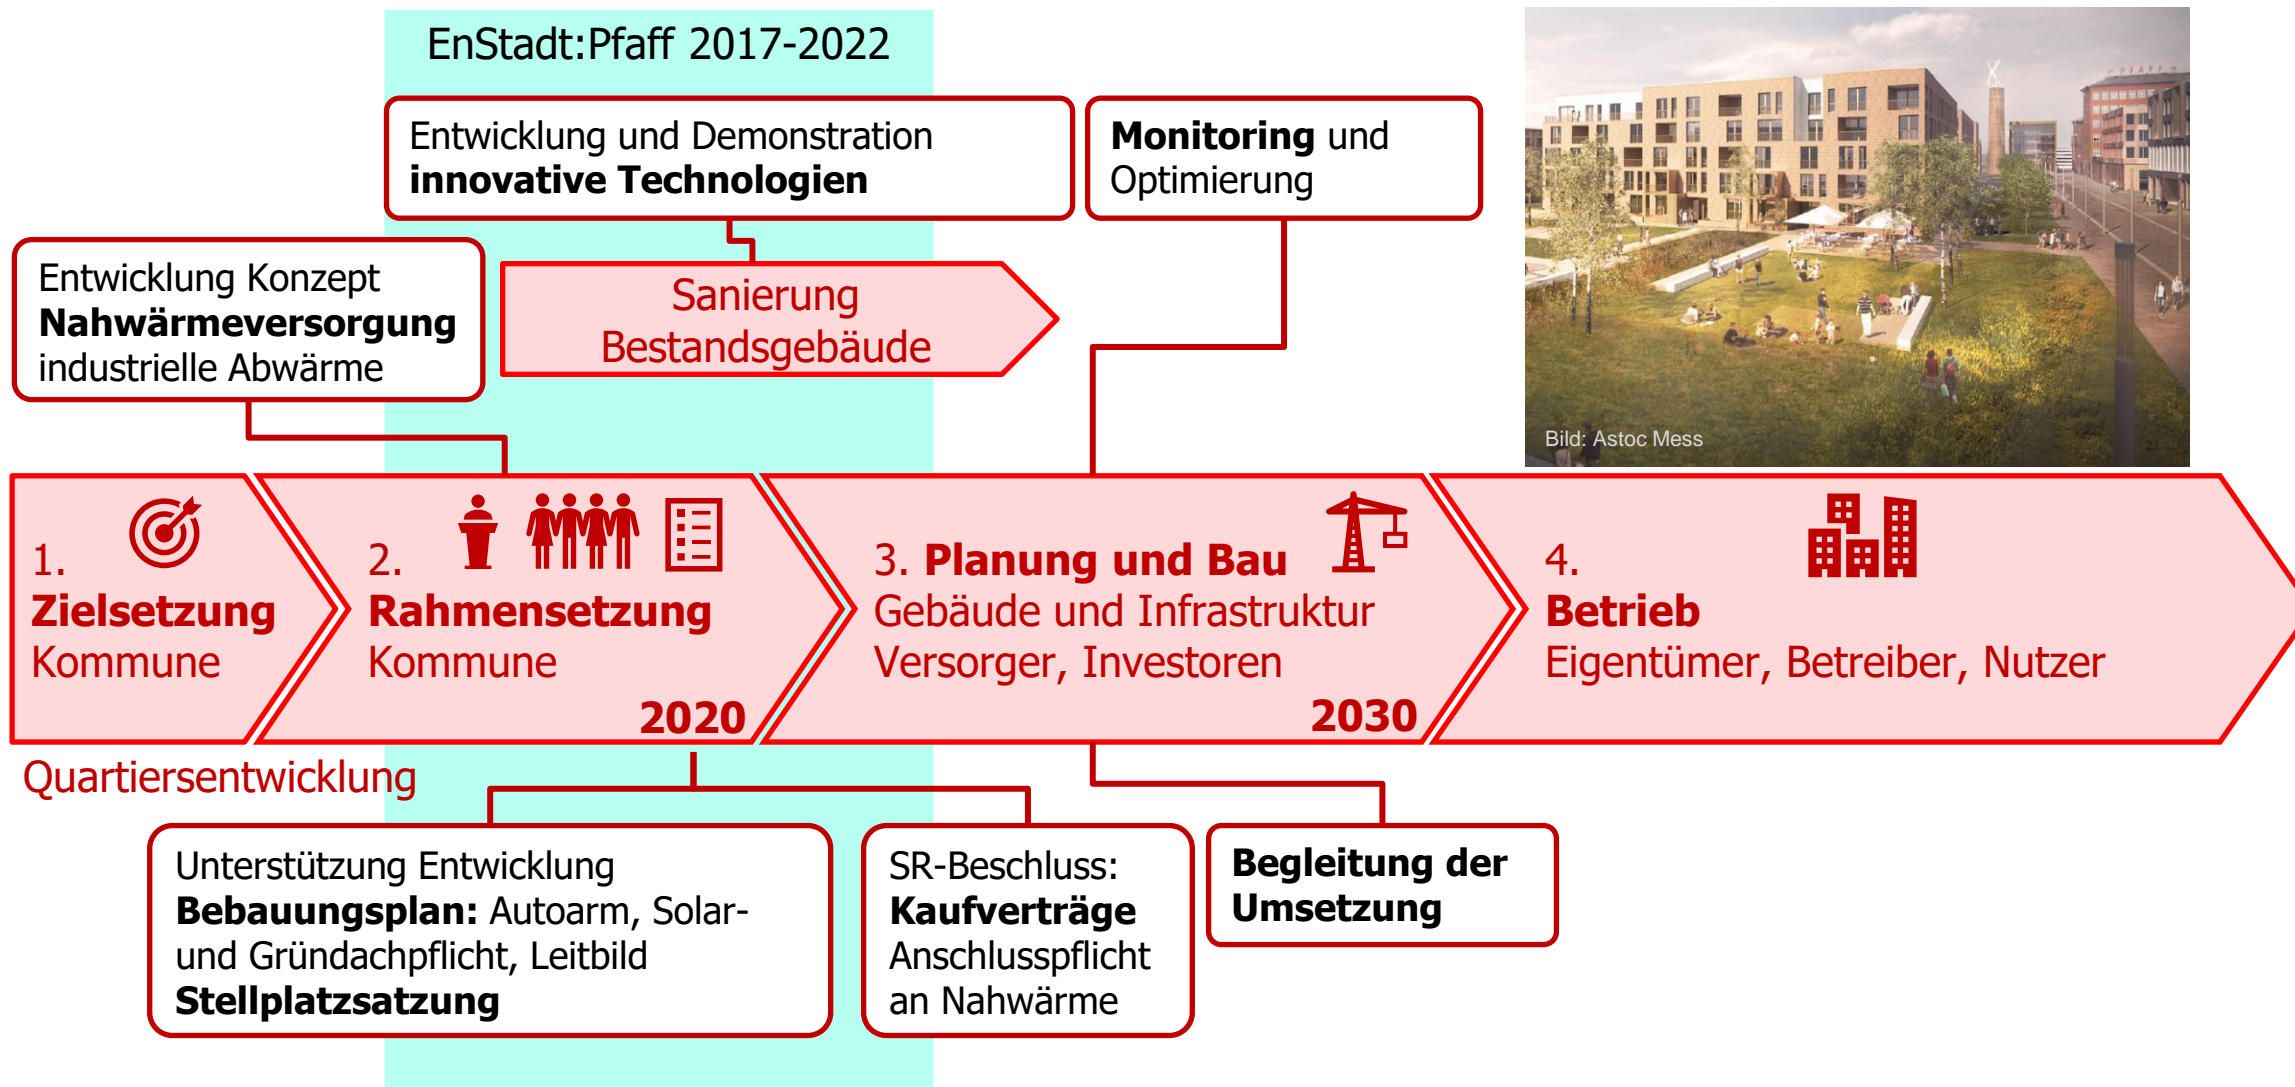 EnStadt:Pfaff 2017-2022
Entwicklung und Demonstration
innovative Technologien
Monitoring und
Optimierung
Entwicklung Konzept
Nahwärmeversorgung
industrielle Abwärme
Sanierung
Bestandsgebäude
PFAFF
Bild: Astoc Mess
21
1.
Zielsetzung
Kommune
2.
Rahmensetzung
Kommune
2020
3. Planung und Bau
Gebäude und Infrastruktur
Versorger, Investoren
2030
4.
Betrieb
Eigentümer, Betreiber, Nutzer
Quartiersentwicklung
Unterstützung Entwicklung
Bebauungsplan: Autoarm, Solar-
und Gründachpflicht, Leitbild
Stellplatzsatzung
SR-Beschluss:
Kaufverträge
Anschlusspflicht
an Nahwärme
Begleitung der
Umsetzung